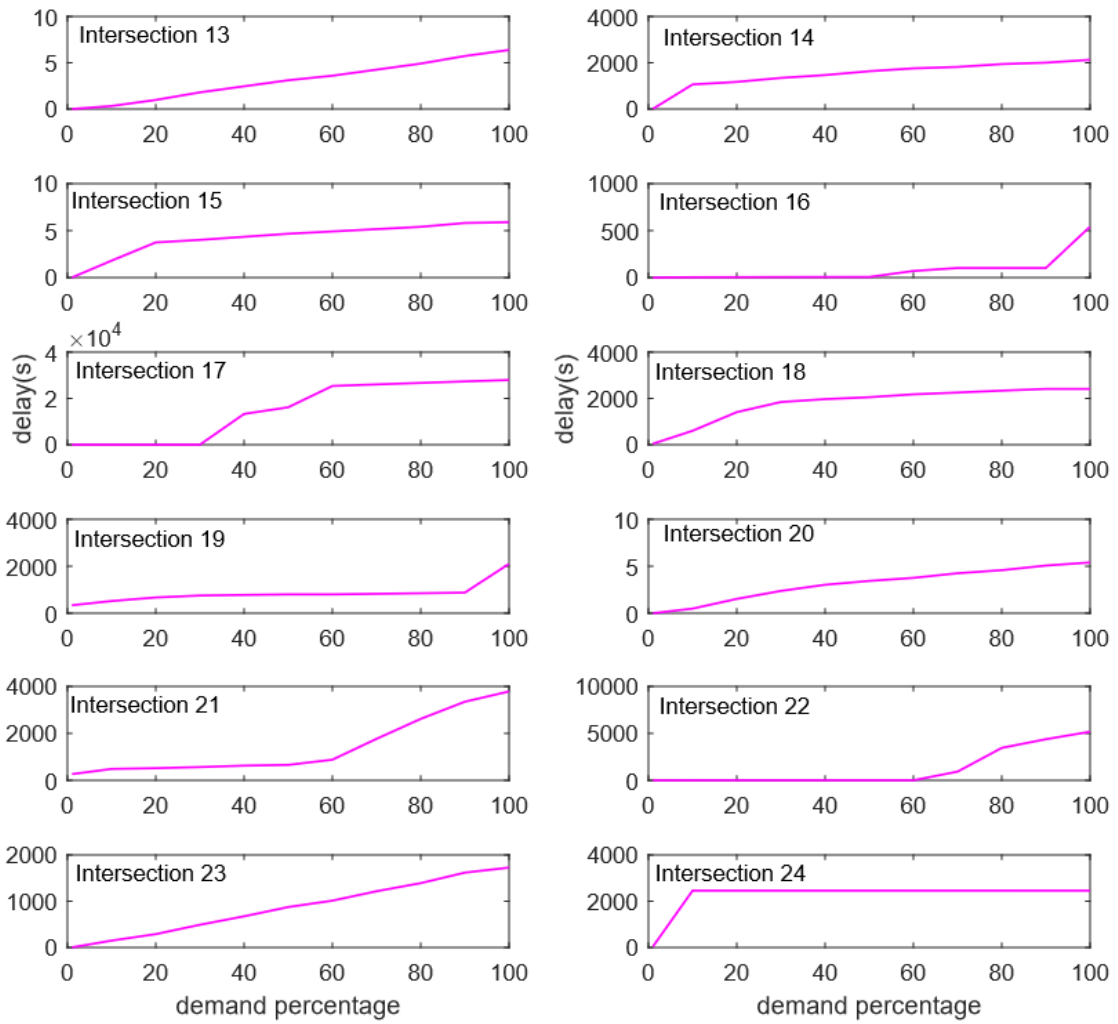 Intersection 13
10
5
0
0 20 40 60 80 100
Intersection 14
4000
2000
0
0 20 40 60 80 100
Intersection 15
10
5
0
0 20 40 60 80 100
Intersection 16
1000
500
0
0 20 40 60 80 100
×10^4
Intersection 17
4
2
0
delay(s)
0 20 40 60 80 100
Intersection 18
4000
2000
0
delay(s)
0 20 40 60 80 100
Intersection 19
4000
2000
0
0 20 40 60 80 100
Intersection 20
10
5
0
0 20 40 60 80 100
Intersection 21
4000
2000
0
0 20 40 60 80 100
Intersection 22
10000
5000
0
0 20 40 60 80 100
Intersection 23
2000
1000
0
0 20 40 60 80 100
demand percentage
Intersection 24
4000
2000
0
0 20 40 60 80 100
demand percentage